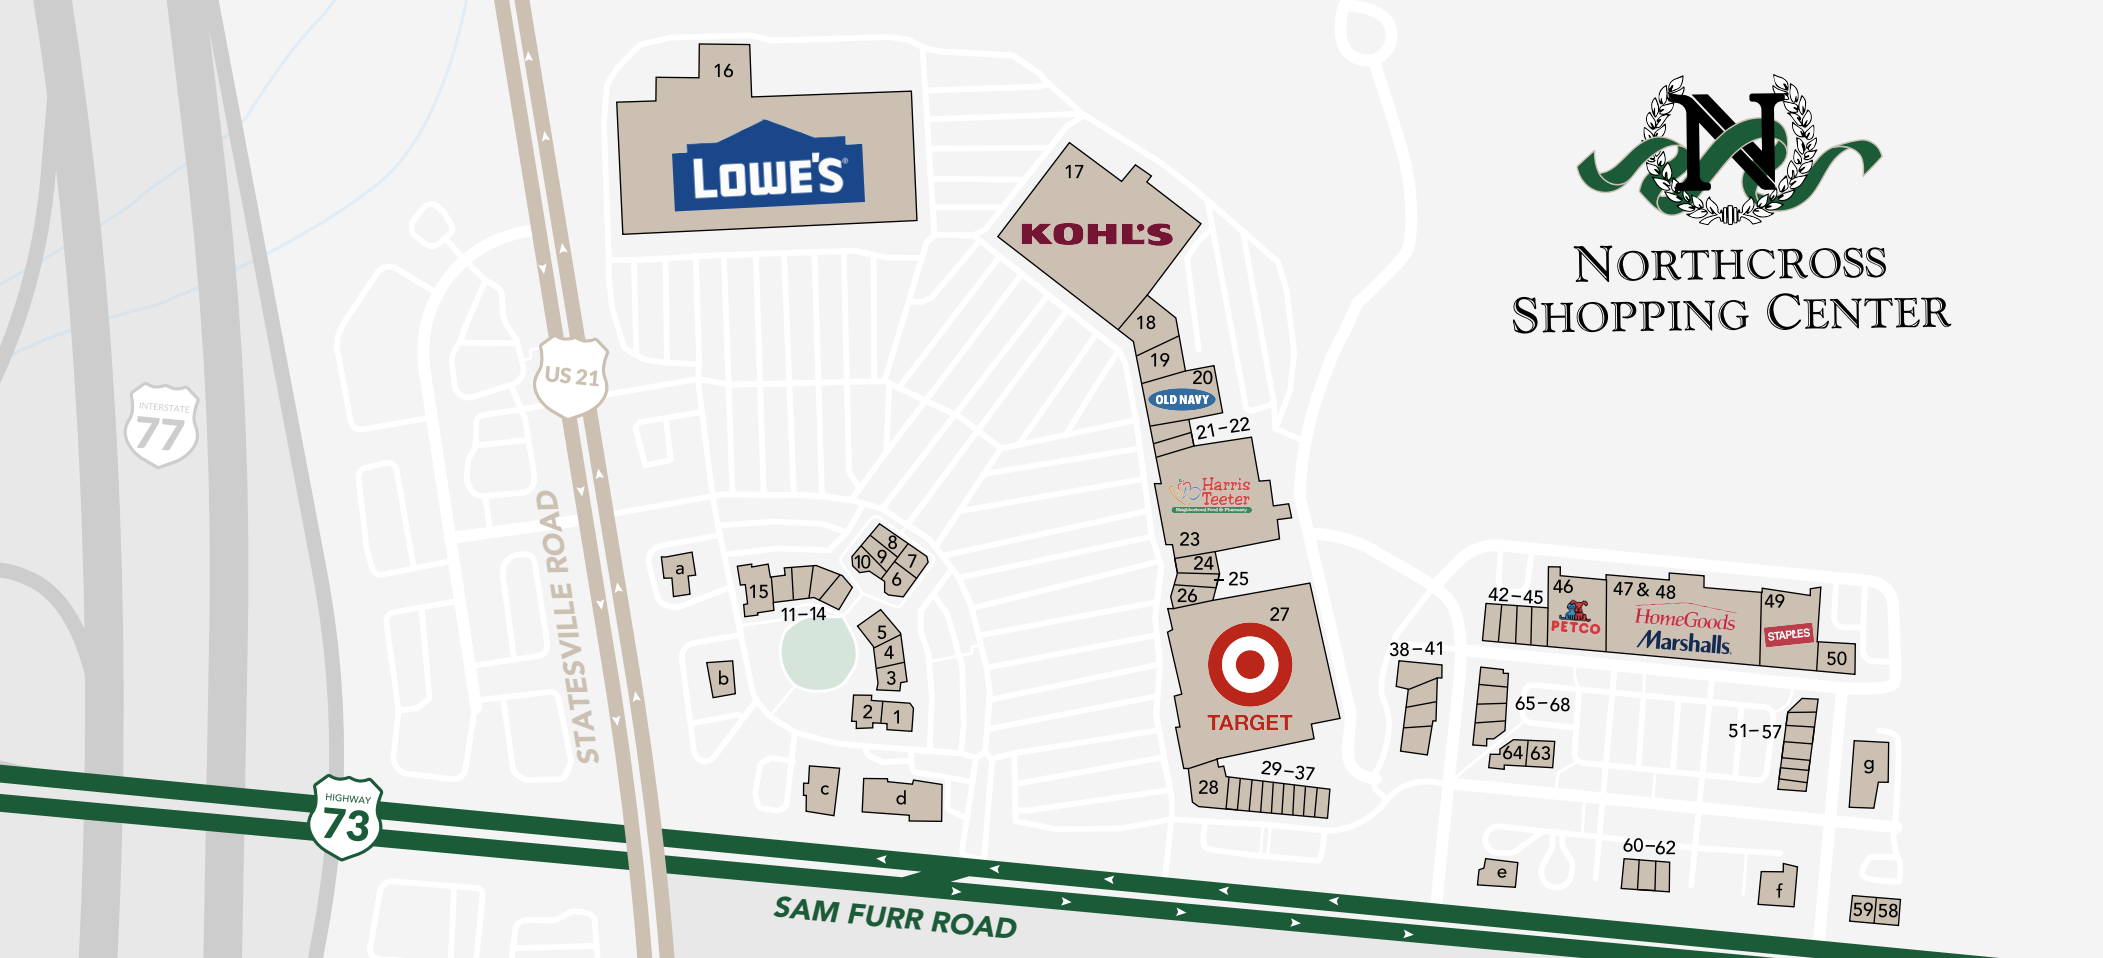 16
LOWE'S
17
KOHL'S
18
19
20
OLD NAVY
21–22
Harris
Teeter
Neighborhood Food & Pharmacy
23
24
25
26
27
TARGET
28
29–37
NORTHCROSS
SHOPPING CENTER
INTERSTATE
77
US 21
STATESVILLE ROAD
a
b
15
11–14
10
9
8
7
6
5
4
3
2
1
c
d
38–41
42–45
46
PETCO
47 & 48
HomeGoods
Marshalls.
49
STAPLES
50
65–68
64
63
51–57
g
60–62
e
f
59
58
HIGHWAY
73
SAM FURR ROAD